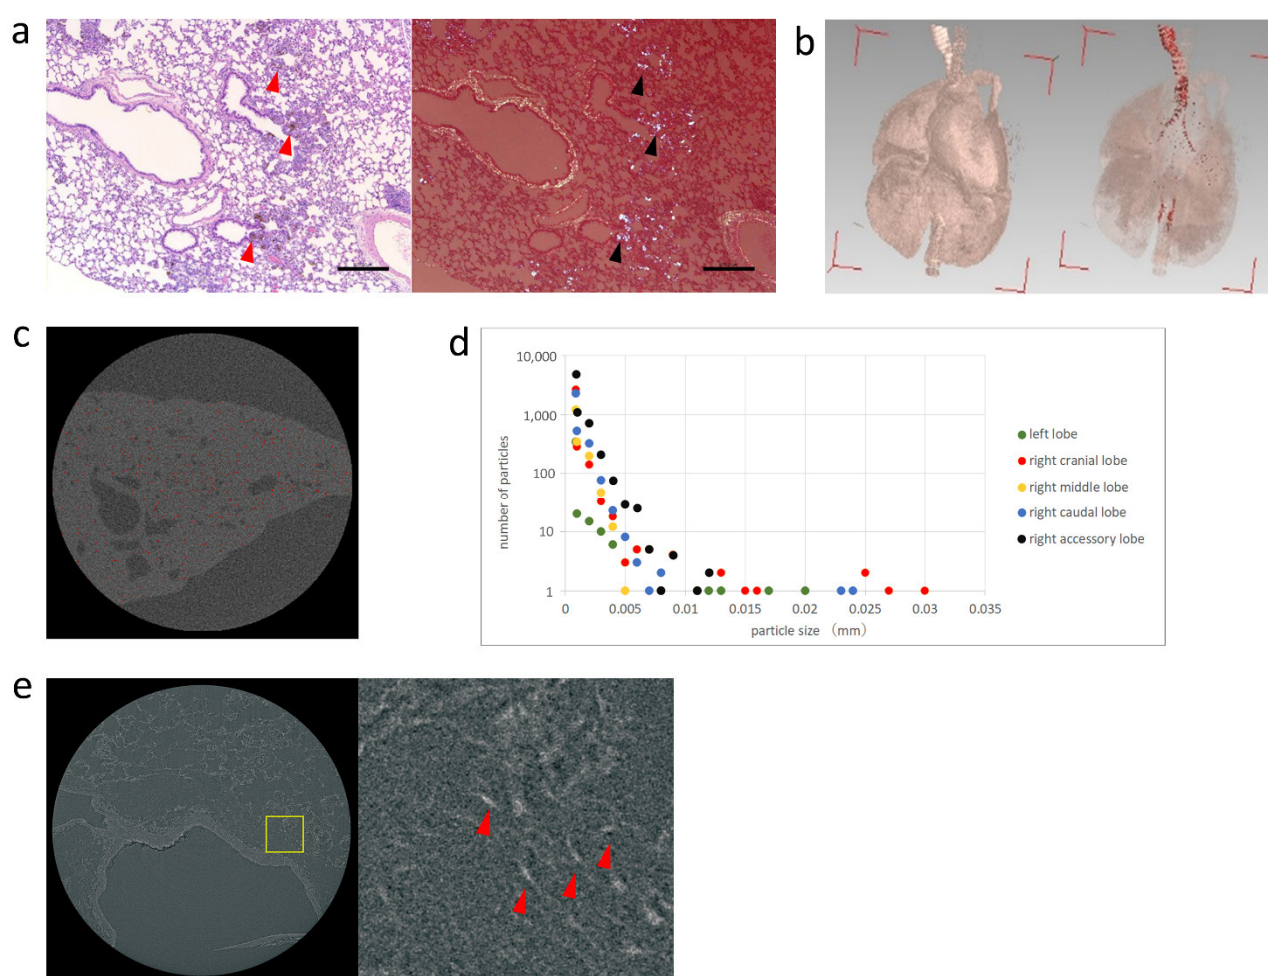 a
b
c
d
10,000
1,000
100
10
1
number of particles
0
0.005
0.01
0.015
0.02
0.025
0.03
0.035
particle size （mm）
left lobe
right cranial lobe
right middle lobe
right caudal lobe
right accessory lobe
e